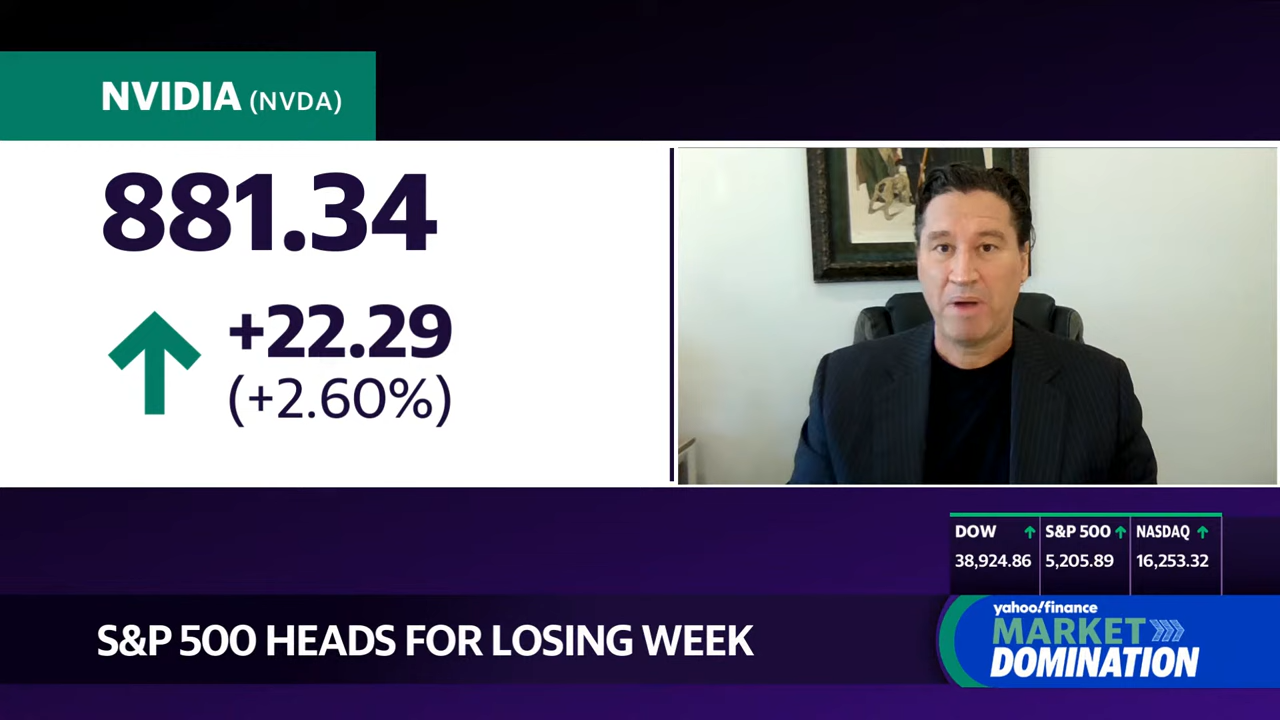 NVIDIA (NVDA)
881.34
+22.29
(+2.60%)
DOW
38,924.86
S&P 500
5,205.89
NASDAQ
16,253.32
S&P 500 HEADS FOR LOSING WEEK
yahoo!finance
MARKET
DOMINATION